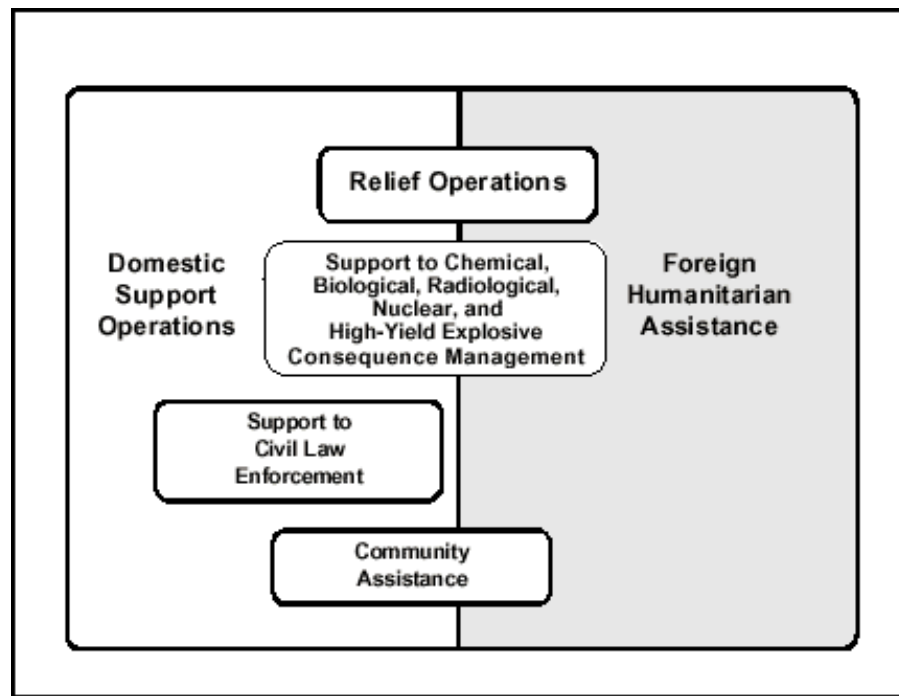 Relief Operations
Domestic
Support
Operations
Support to Chemical,
Biological, Radiological,
Nuclear, and
High-Yield Explosive
Consequence Management
Foreign
Humanitarian
Assistance
Support to
Civil Law
Enforcement
Community
Assistance